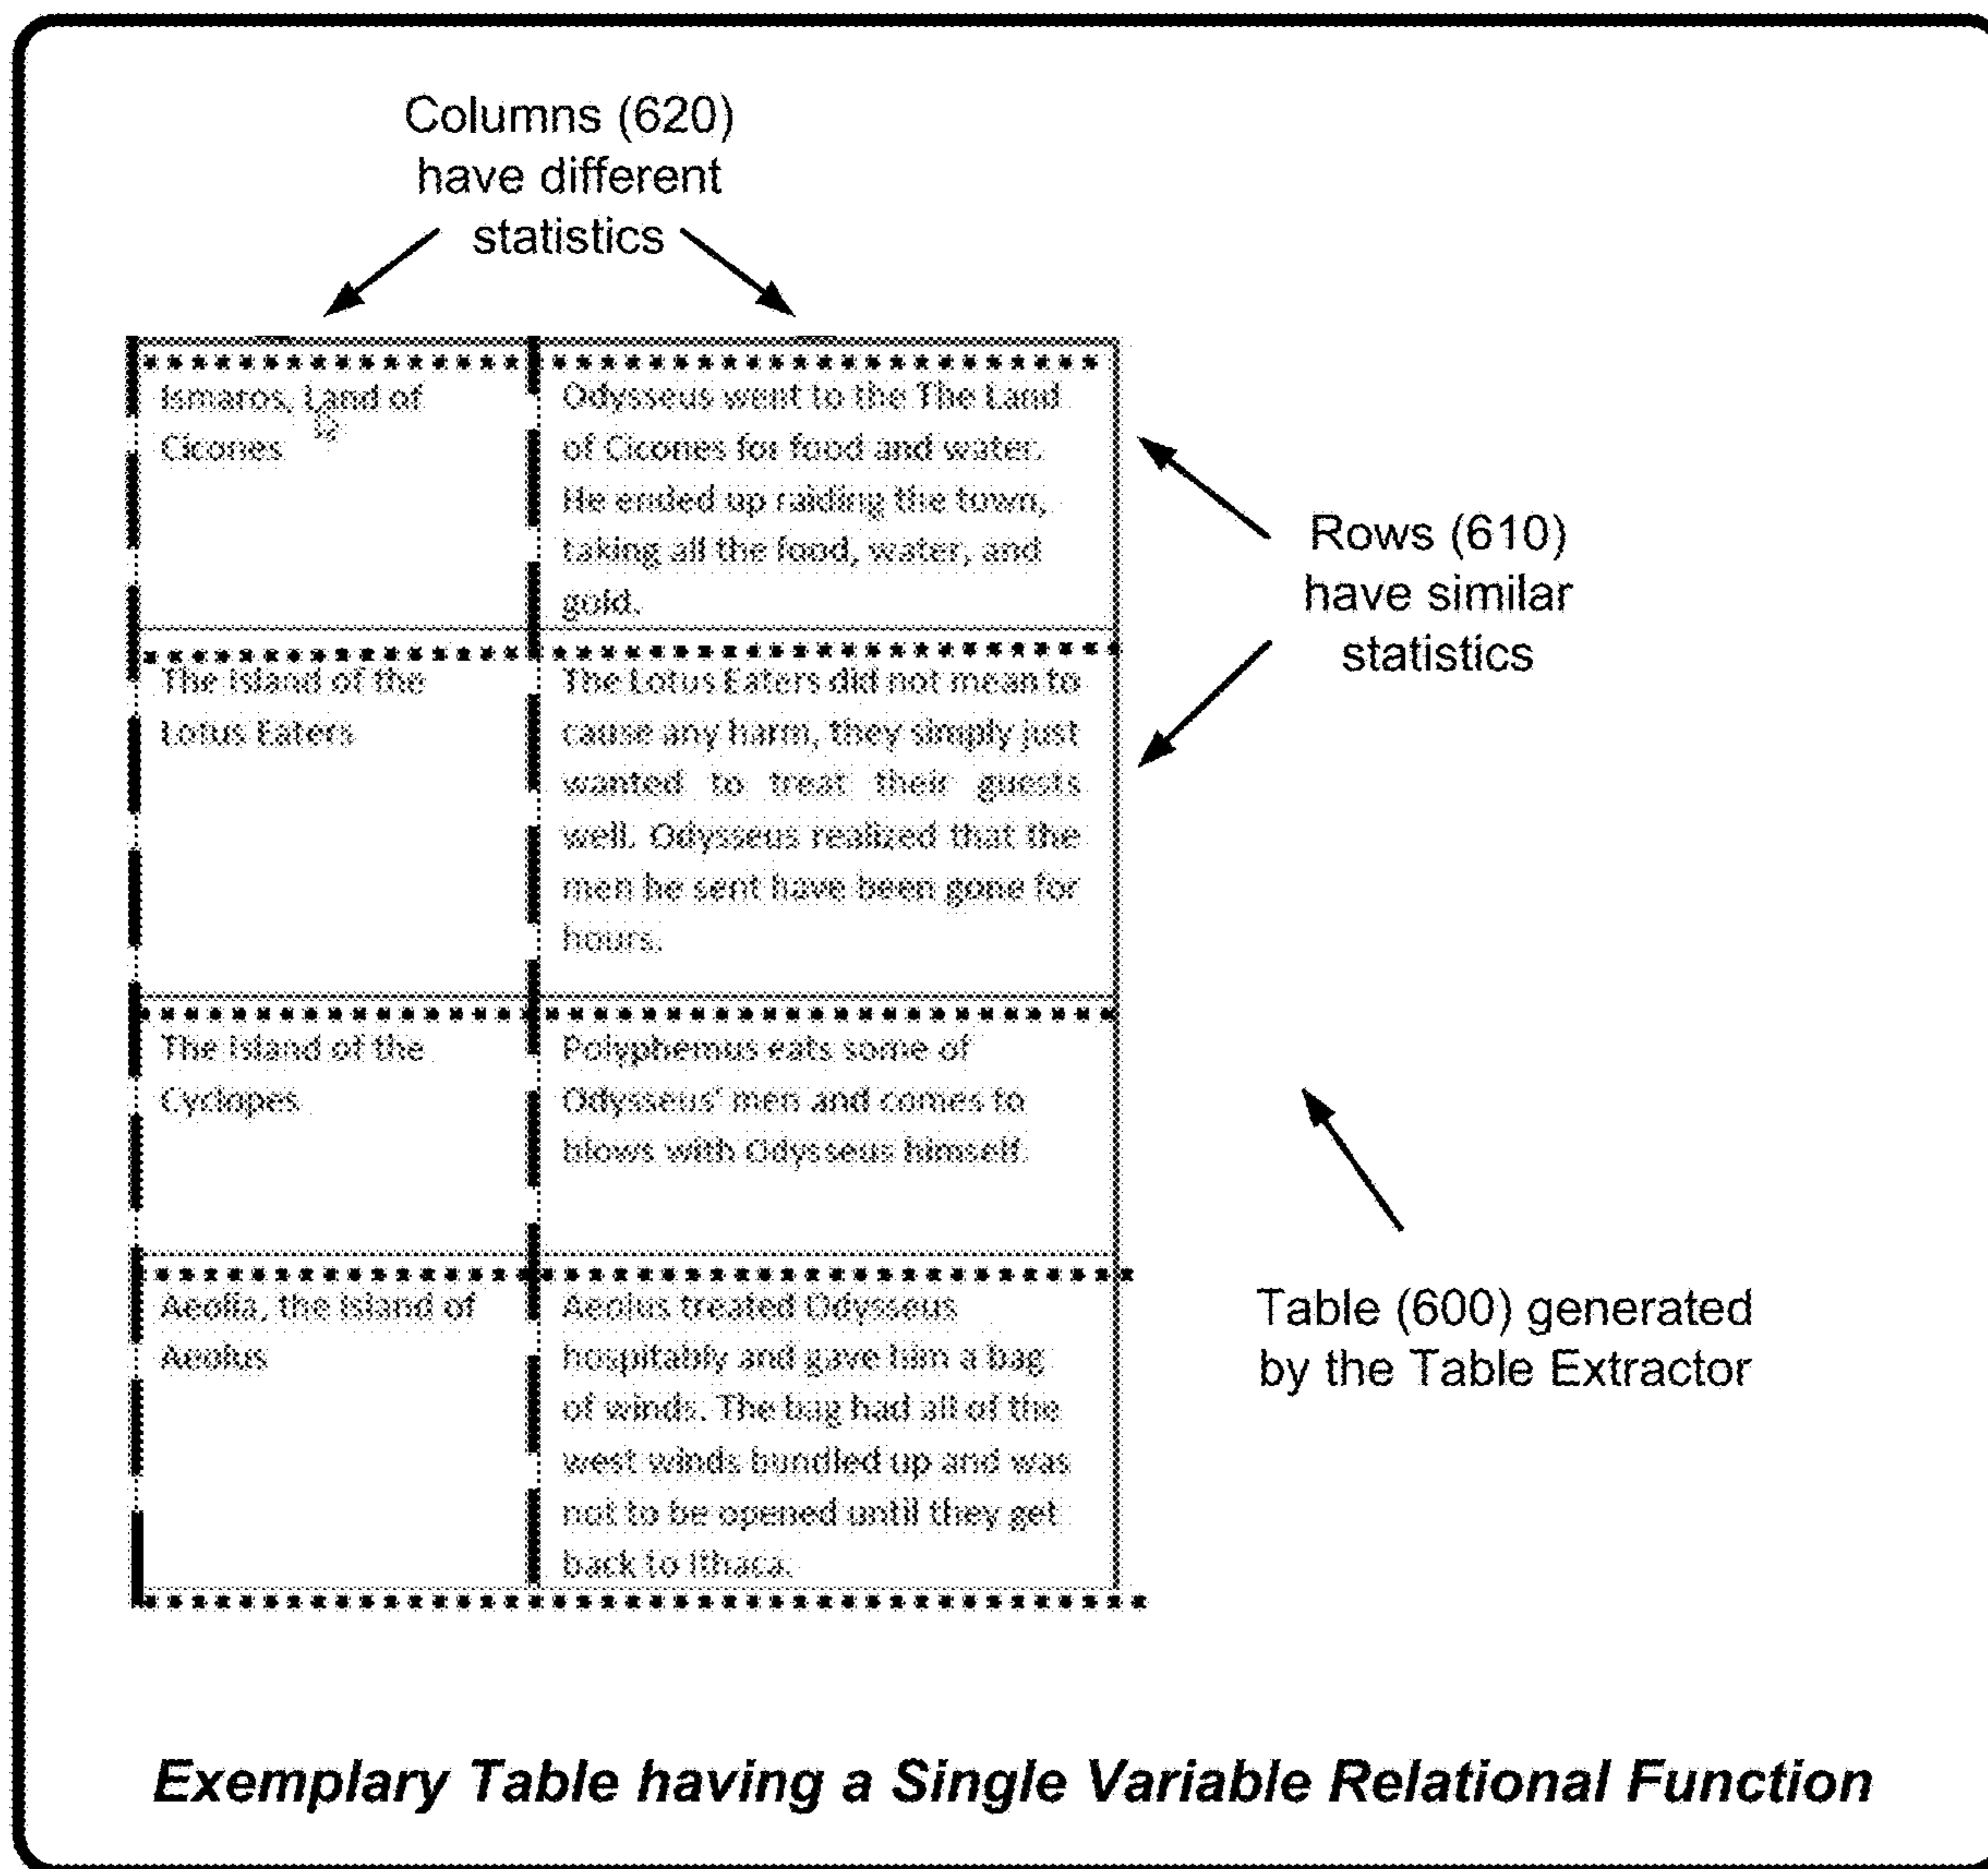 Columns (620)
have different
statistics
Ismaros, Land of
Cicones
Odysseus went to the The Land
of Cicones for food and water.
He ended up raiding the town,
taking all the food, water, and
gold.
Rows (610)
have similar
statistics
The Island of the
Lotus Eaters
The Lotus Eaters did not mean to
cause any harm, they simply just
wanted to treat their guests
well. Odysseus realized that the
men he sent have been gone for
hours.
The Island of the
Cyclopes
Polyphemus eats some of
Odysseus' men and comes to
blows with Odysseus himself.
Aeolia, the Island of
Aeolus
Aeolus treated Odysseus
hospitably and gave him a bag
of winds. The bag had all of the
west winds bundled up and was
not to be opened until they get
back to Ithaca.
Table (600) generated
by the Table Extractor
Exemplary Table having a Single Variable Relational Function